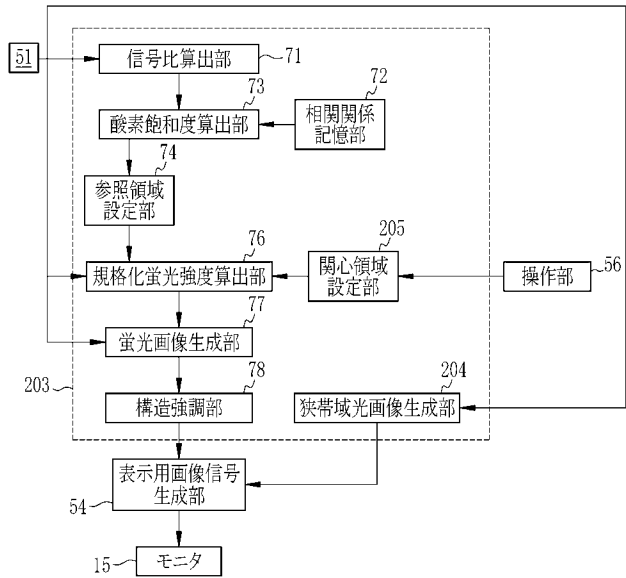 51
信号比算出部
71
73
72
酸素飽和度算出部
相関関係
記憶部
74
参照領域
設定部
76
205
規格化蛍光強度算出部
関心領域
設定部
操作部
56
77
蛍光画像生成部
203
78
204
構造強調部
狭帯域光画像生成部
表示用画像信号
生成部
54
15
モニタ